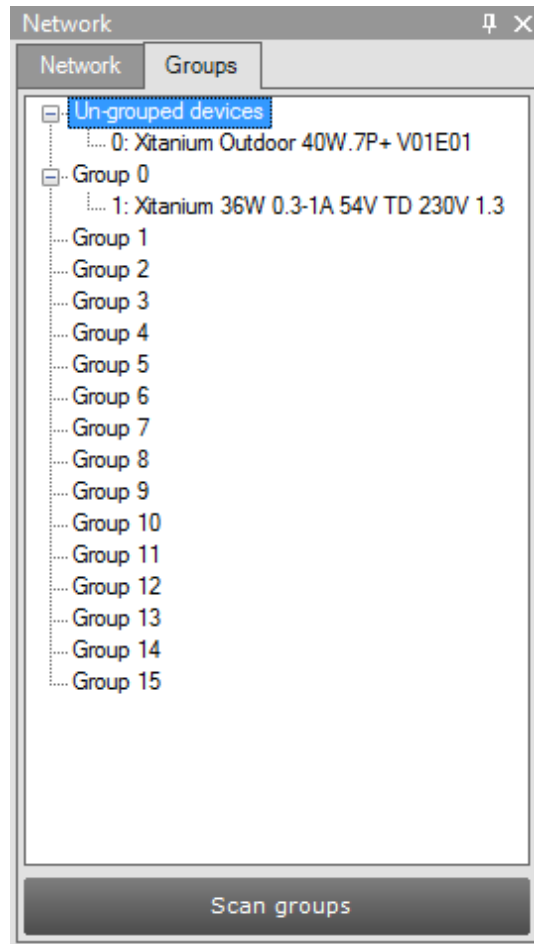 Network
Network Groups
Un-grouped devices
0: Xitanium Outdoor 40W.7P+ V01E01
Group 0
1: Xitanium 36W 0.3-1A 54V TD 230V 1.3
Group 1
Group 2
Group 3
Group 4
Group 5
Group 6
Group 7
Group 8
Group 9
Group 10
Group 11
Group 12
Group 13
Group 14
Group 15
Scan groups